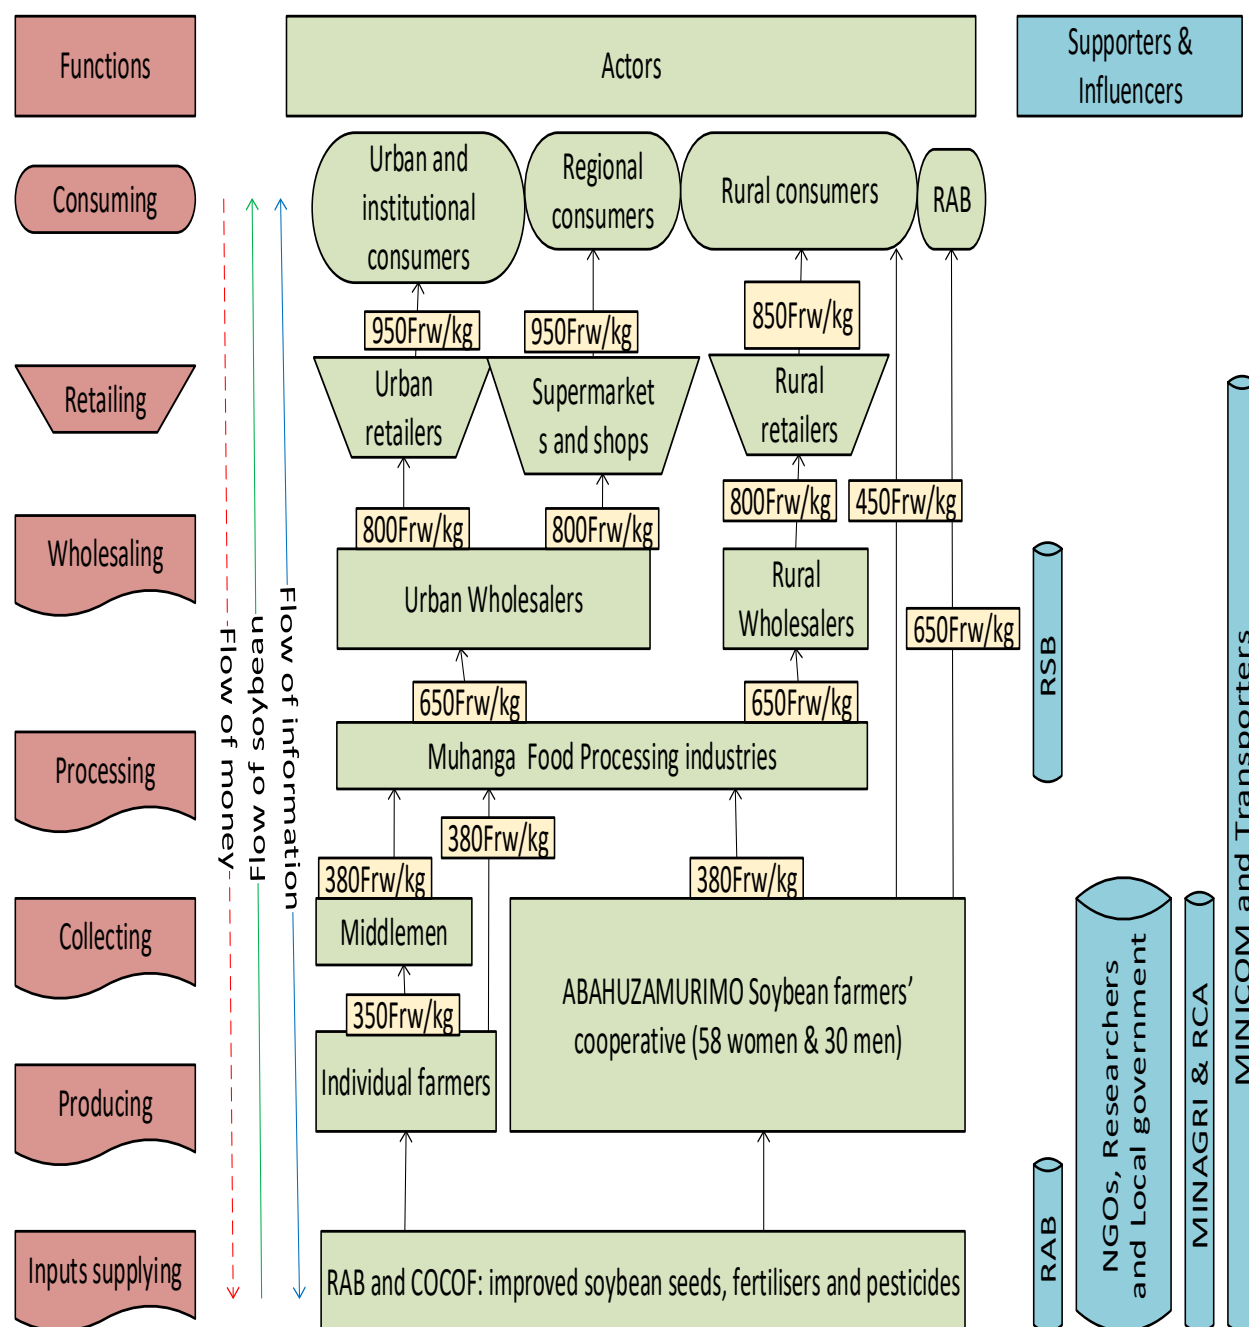 Functions
Actors
Supporters &
Influencers
Consuming
Urban and
institutional
consumers
Regional
consumers
Rural consumers
RAB
950Frw/kg
950Frw/kg
850Frw/kg
Retailing
Urban
retailers
Supermarket
s and shops
Rural
retailers
800Frw/kg
800Frw/kg
800Frw/kg
450Frw/kg
Wholesaling
Urban Wholesalers
Rural
Wholesalers
650Frw/kg
RSB
650Frw/kg
650Frw/kg
Flow of money
Flow of soybean
Flow of information
Processing
Muhanga Food Processing industries
380Frw/kg
380Frw/kg
380Frw/kg
Collecting
Middlemen
350Frw/kg
ABAHUZAMURIMO Soybean farmers’
cooperative (58 women & 30 men)
Producing
Individual farmers
Inputs supplying
RAB and COCOF: improved soybean seeds, fertilisers and pesticides
RAB
NGOs, Researchers
and Local government
MINAGRI & RCA
MINICOM and Transporters